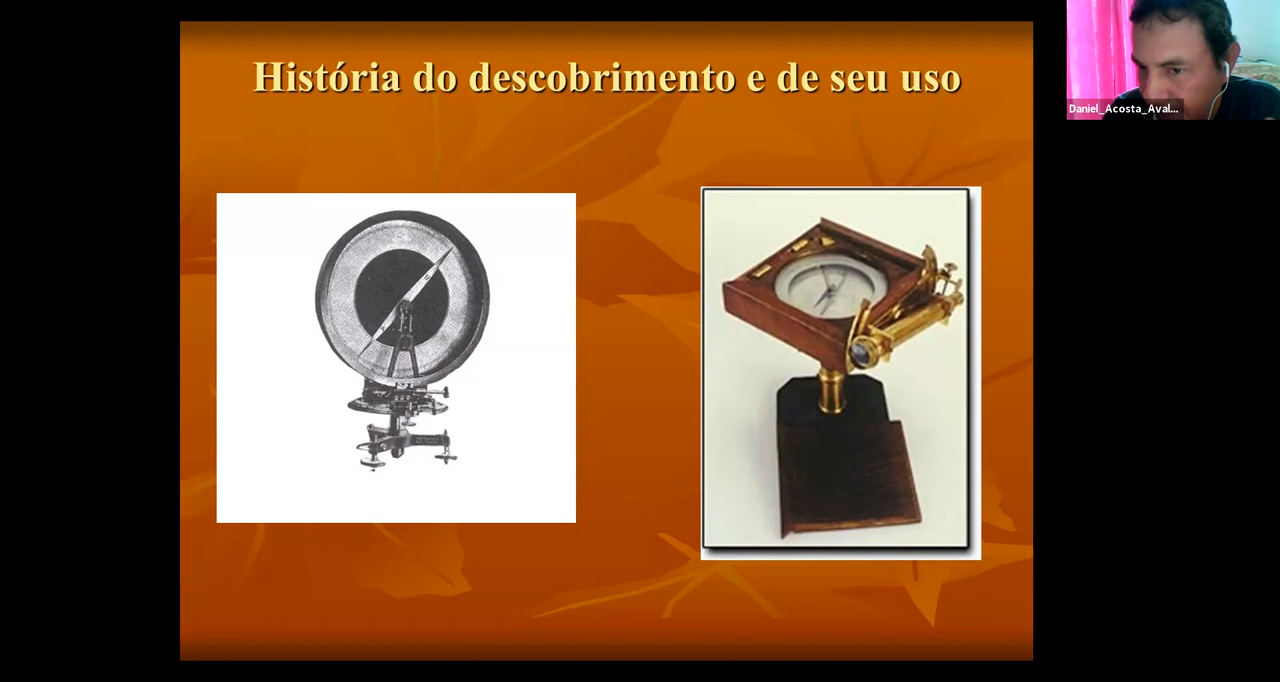 História do descobrimento e de seu uso
Daniel_Acosta_Aval...